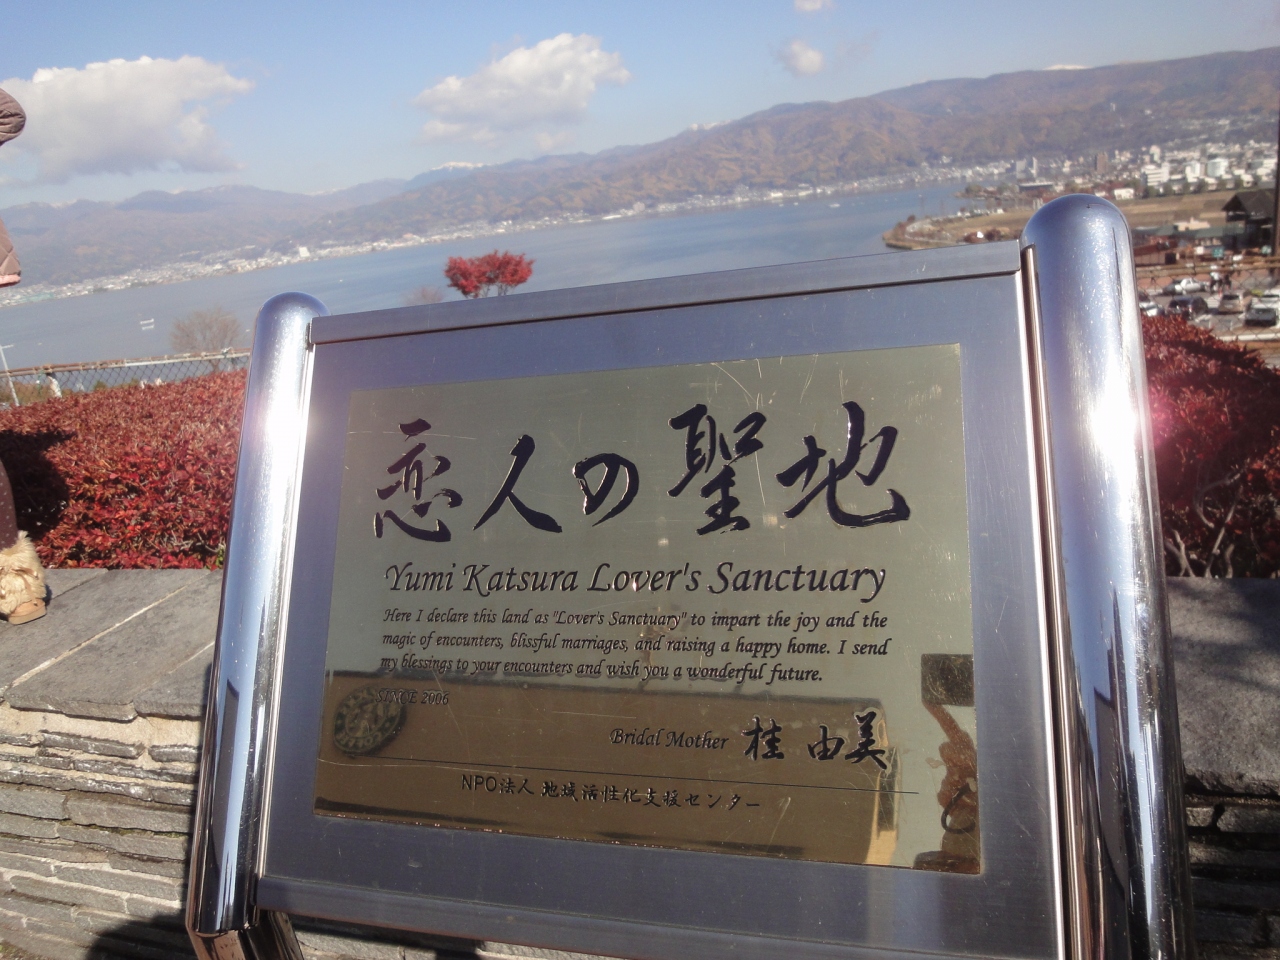 恋人の聖地
Yumi Katsura Lover's Sanctuary
Here I declare this land as "Lover's Sanctuary" to impart the joy and the
magic of encounters, blissful marriages, and raising a happy home. I send
my blessings to your encounters and wish you a wonderful future.
SINCE 2006
Bridal Mother 桂 由美
NPO法人 地域活性化支援センター